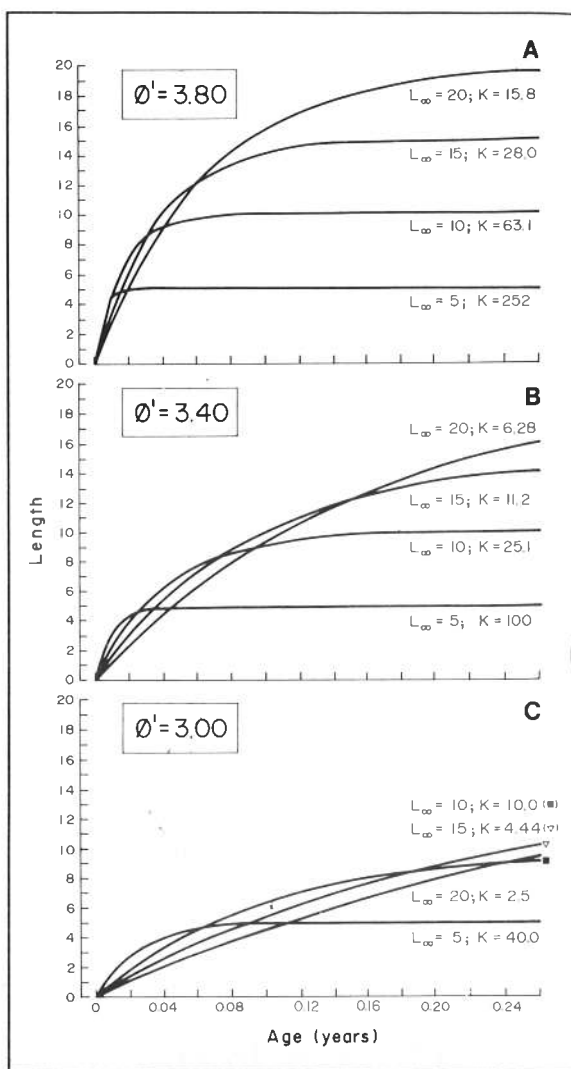 A
20
18
16
14
12
10
8
6
4
2
0
Ø' = 3.80
L∞ = 20; K = 15.8
L∞ = 15; K = 28.0
L∞ = 10; K = 63.1
L∞ = 5; K = 252
B
20
18
16
14
12
10
8
6
4
2
0
Ø' = 3.40
L∞ = 20; K = 6.28
L∞ = 15; K = 11.2
L∞ = 10; K = 25.1
L∞ = 5; K = 100
Length
C
20
18
16
14
12
10
8
6
4
2
0
Ø' = 3.00
L∞ = 10; K = 10.0 (■)
L∞ = 15; K = 4.44 (▽)
L∞ = 20; K = 2.5
L∞ = 5; K = 40.0
0 0.04 0.08 0.12 0.16 0.20 0.24
Age (years)